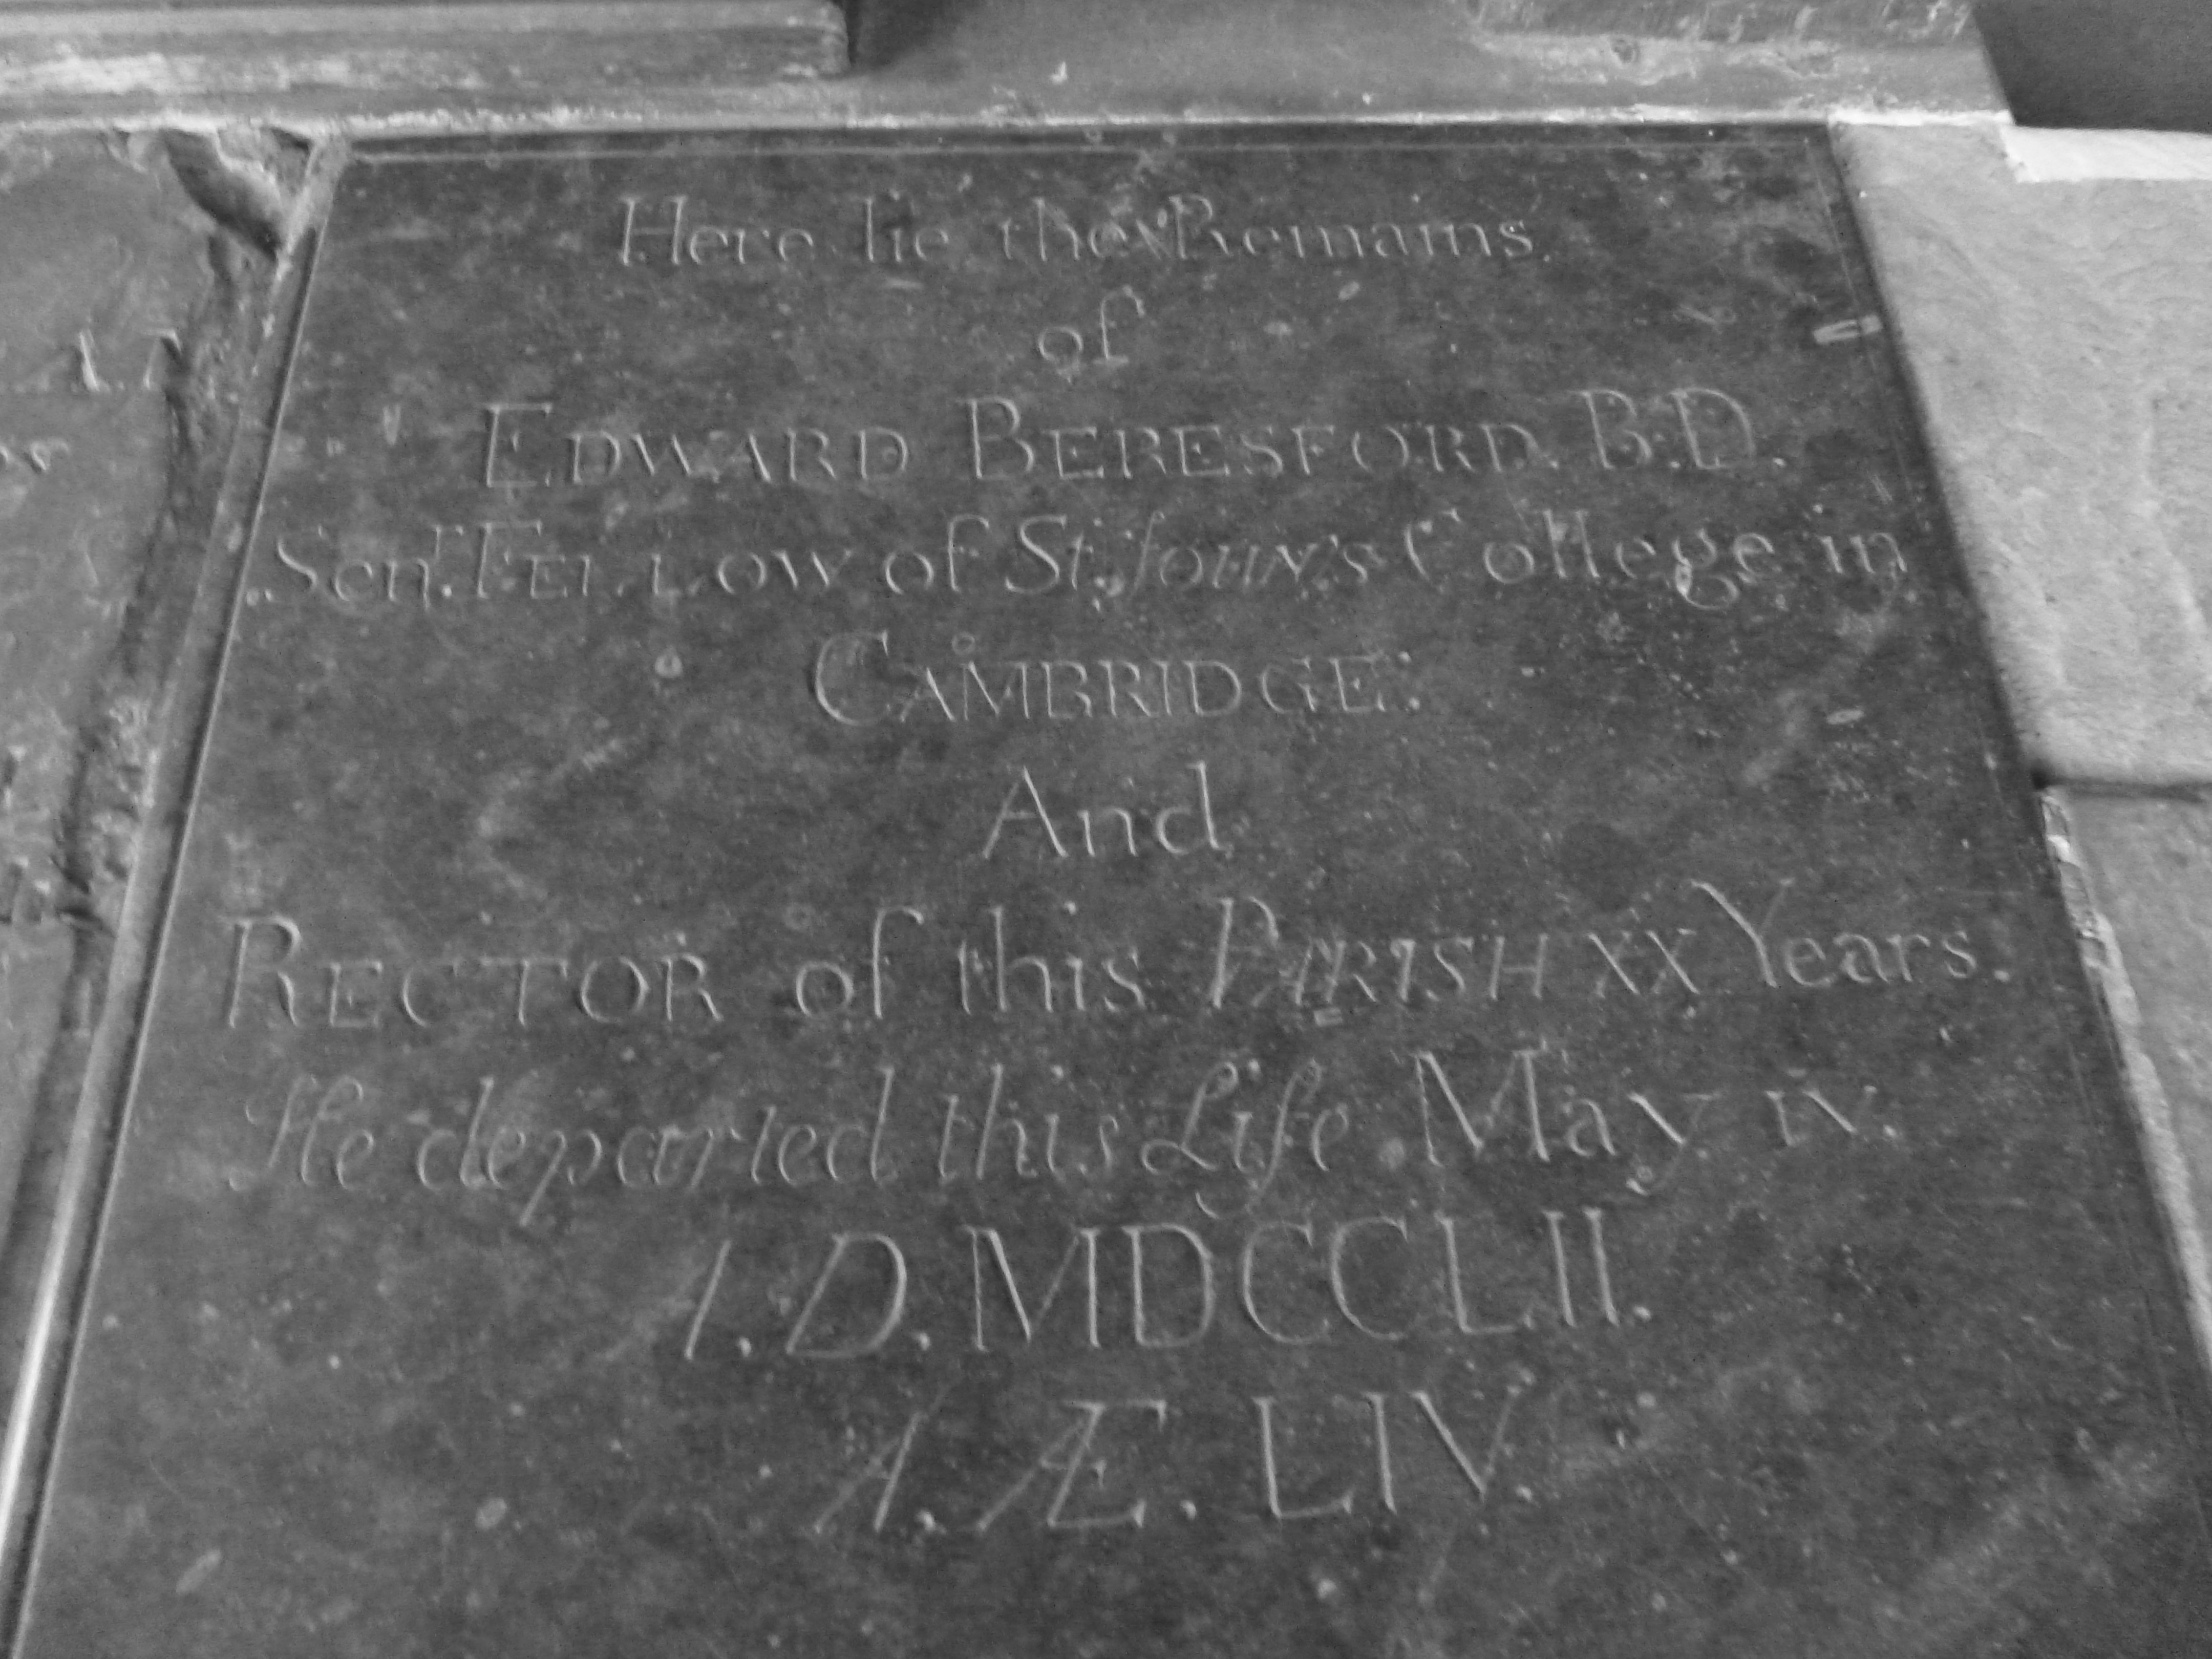 Here lie the Remains.
of
EDWARD BERESFORD. B.D.
Senr. FELLOW of St. JOHN's College in
CAMBRIDGE:
And
RECTOR of this PARISH XX Years.
He departed this Life May IV.
A.D. MDCCLII.
A. Æ. LIV.